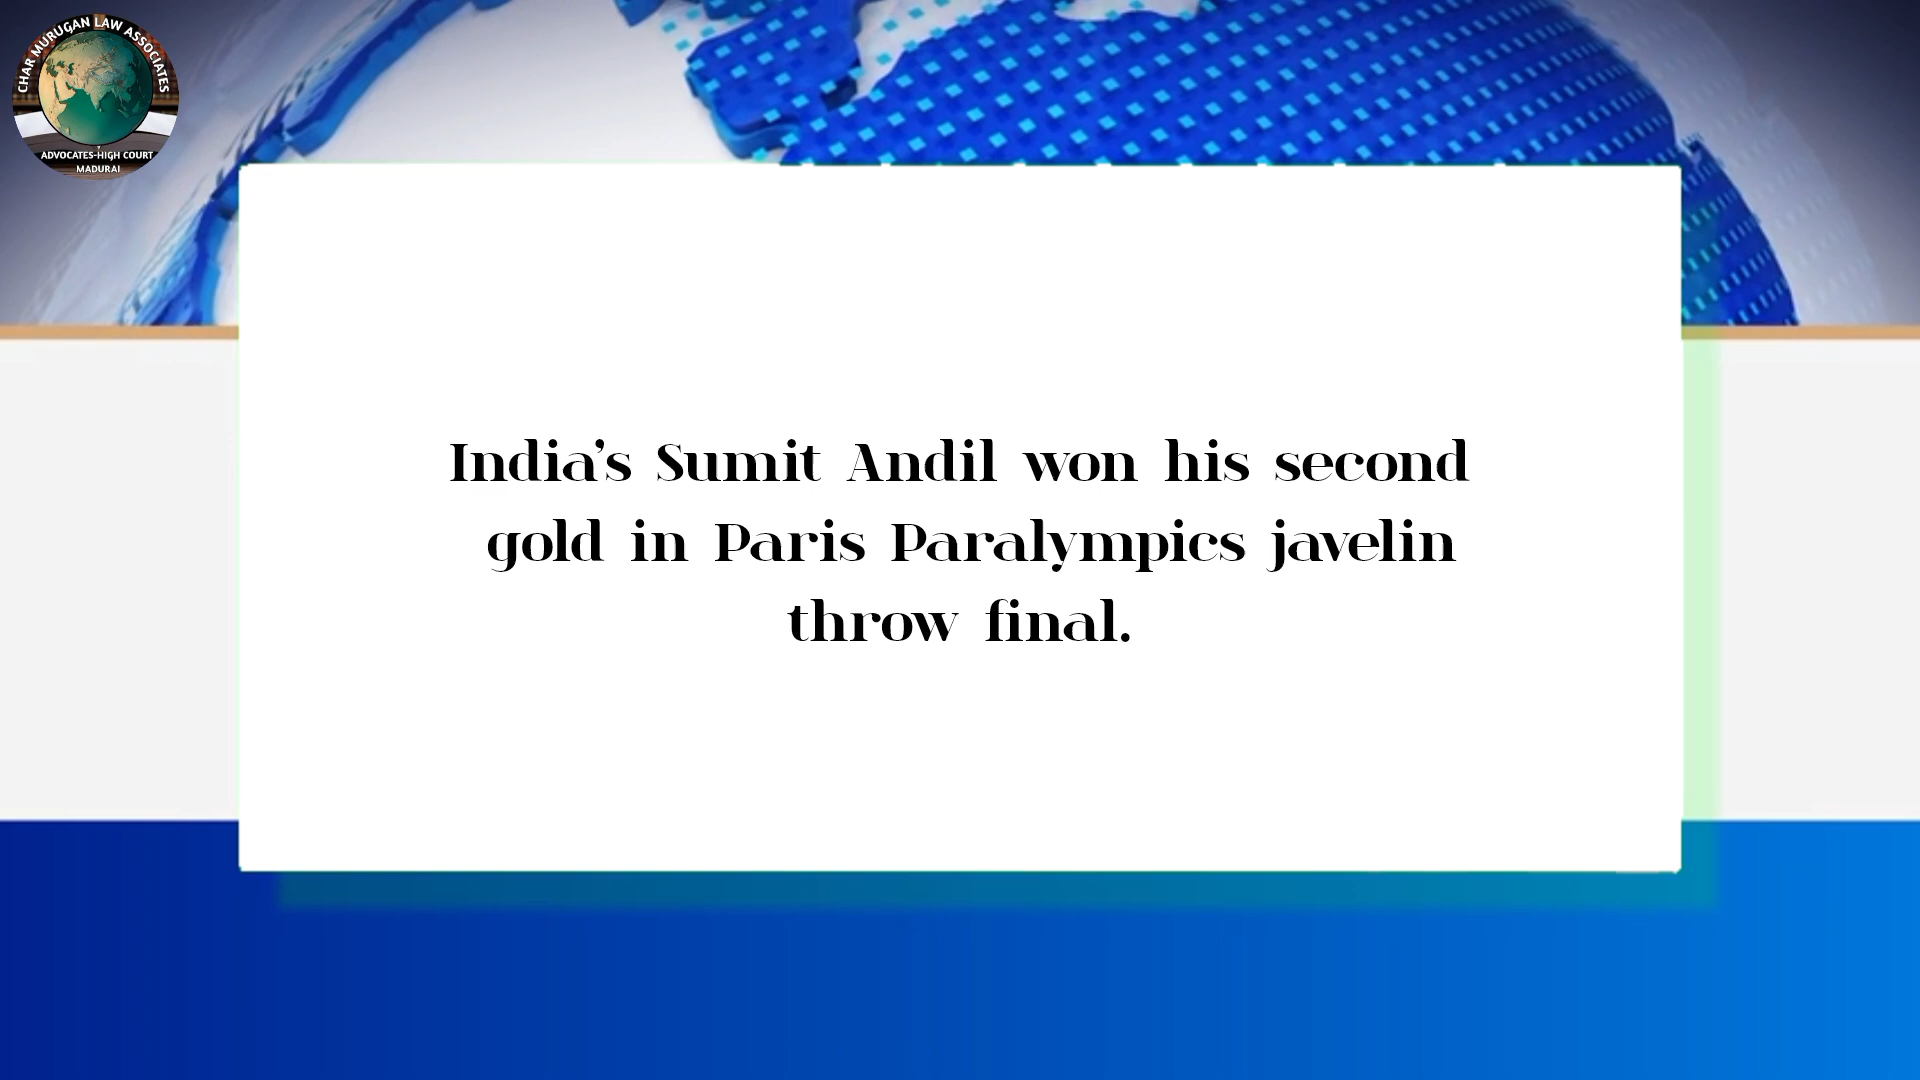 CHAR MURUGAN LAW ASSOCIATES
ADVOCATES-HIGH COURT
MADURAI
India's Sumit Andil won his second
gold in Paris Paralympics javelin
throw final.